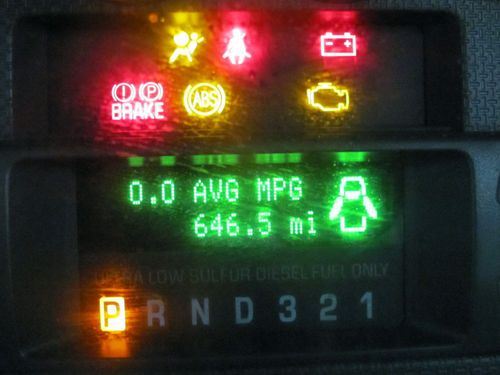 ! P
BRAKE ABS
0.0 AVG MPG
646.5 mi
ULTRA LOW SULFUR DIESEL FUEL ONLY
P R N D 3 2 1